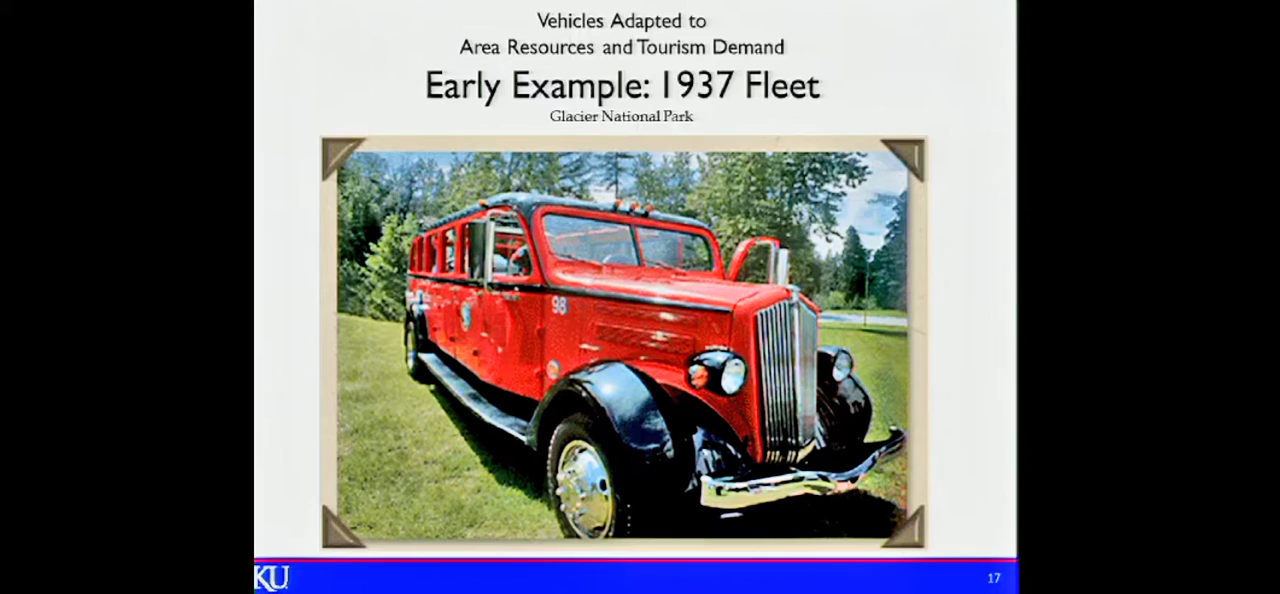 Vehicles Adapted to
Area Resources and Tourism Demand
Early Example: 1937 Fleet
Glacier National Park
98
KU
17